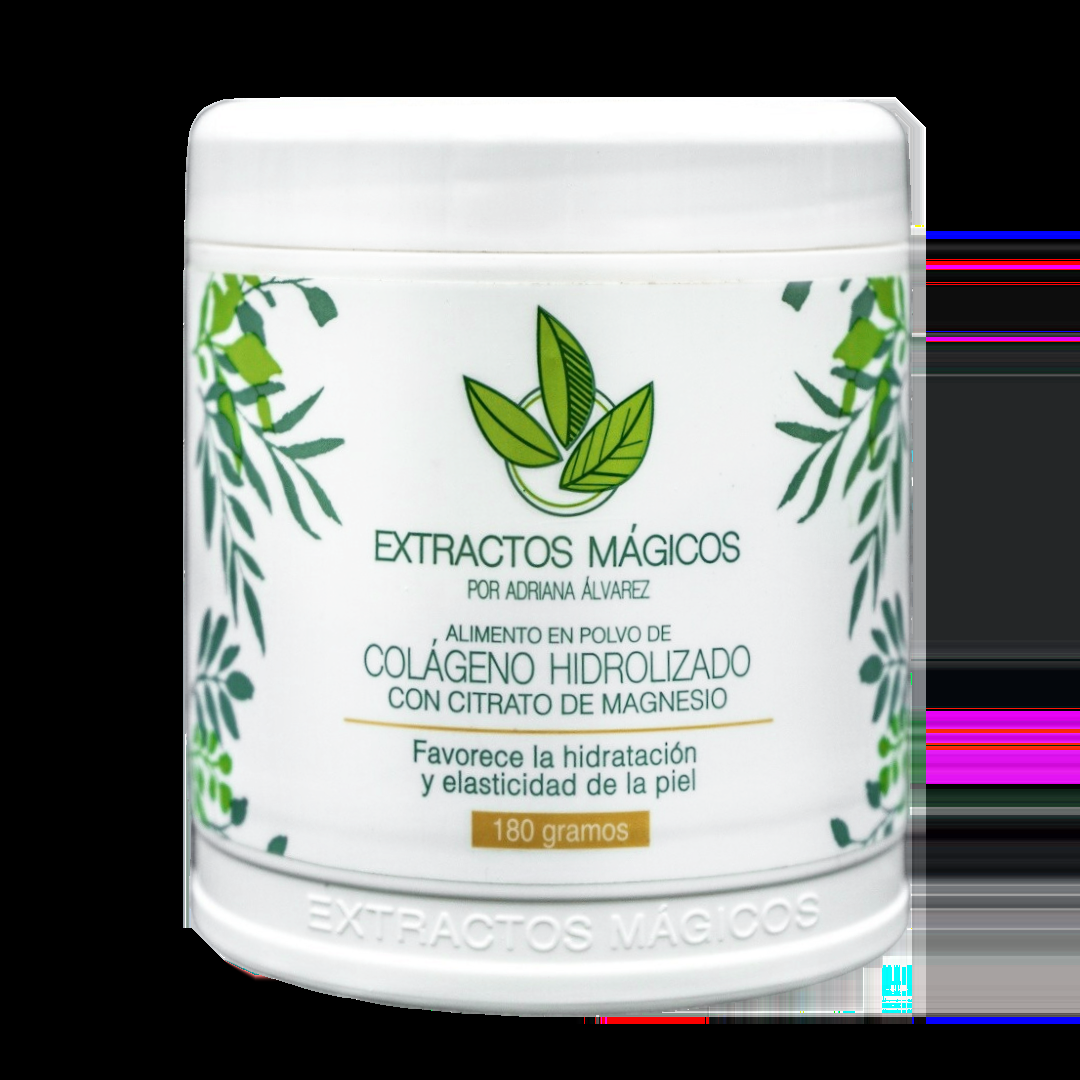 EXTRACTOS MÁGICOS
POR ADRIANA ÁLVAREZ
ALIMENTO EN POLVO DE
COLÁGENO HIDROLIZADO
CON CITRATO DE MAGNESIO
Favorece la hidratación
y elasticidad de la piel
180 gramos
EXTRACTOS MÁGICOS